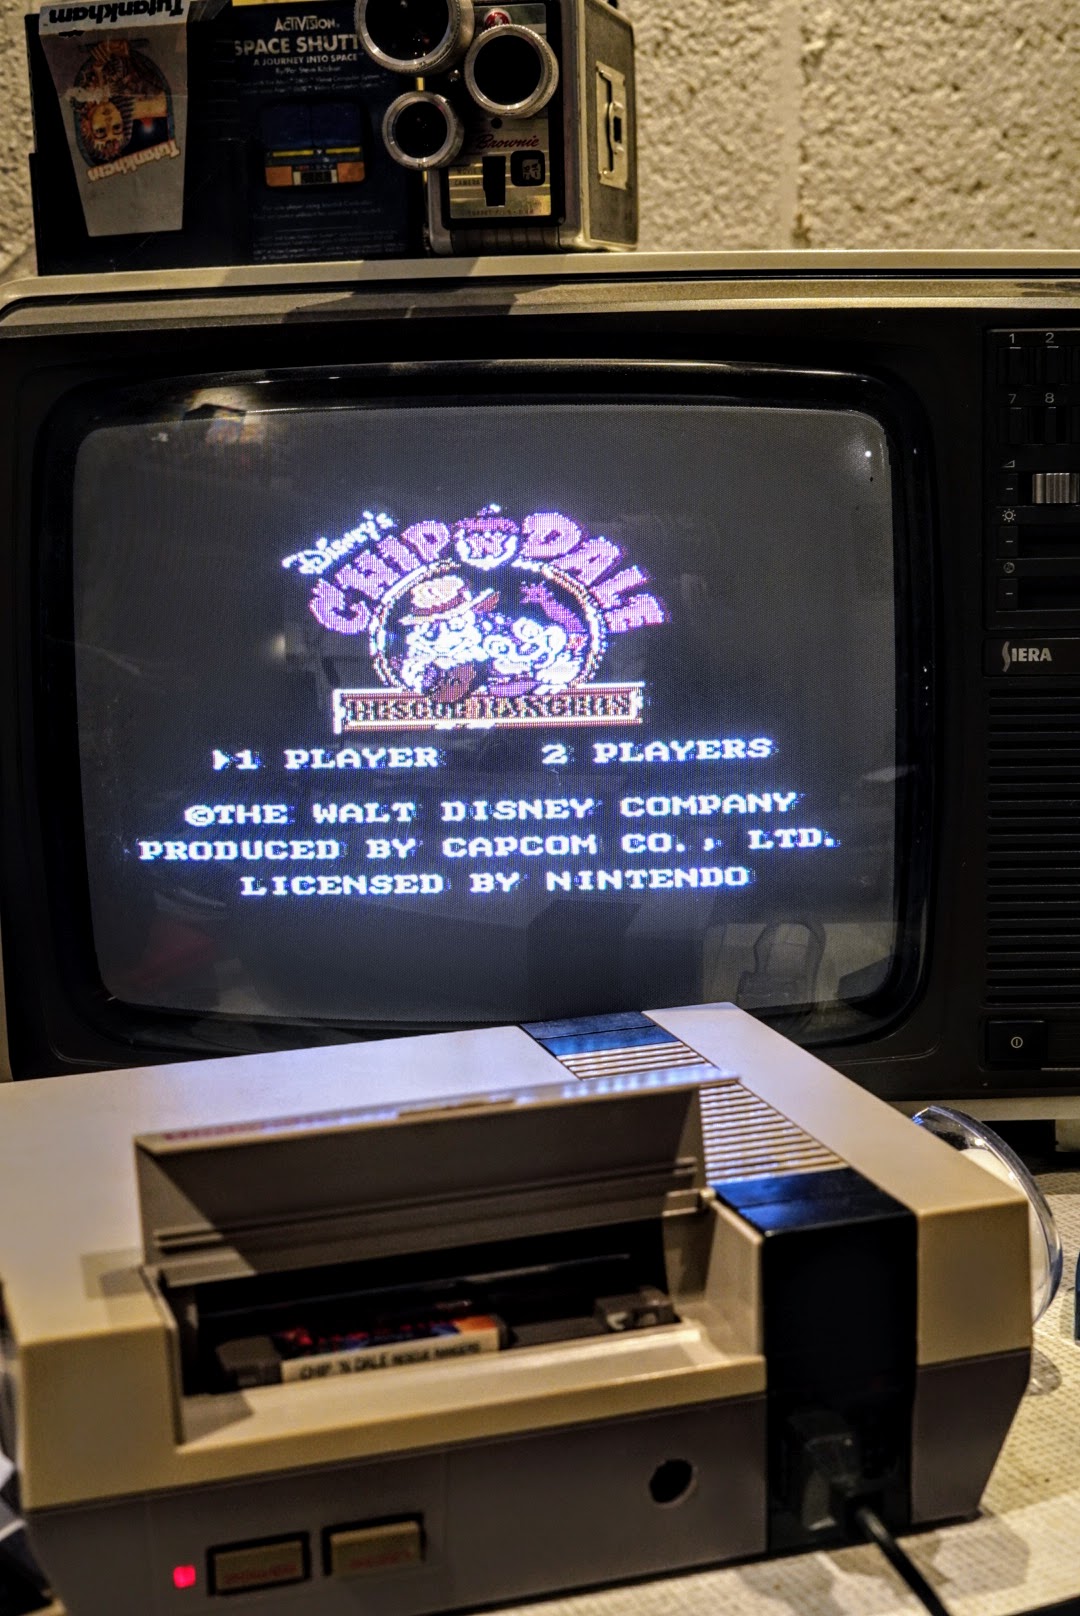 Tutankham
Tutankham
ACTIVISION.
SPACE SHUTT
A JOURNEY INTO SPACE
Brownie
1 2
7 8
SIERA
Disney's
CHIP 'N DALE
RESCUE RANGERS
1 PLAYER 2 PLAYERS
©THE WALT DISNEY COMPANY
PRODUCED BY CAPCOM CO., LTD.
LICENSED BY NINTENDO
CHIP 'N DALE RESCUE RANGERS
POWER RESET